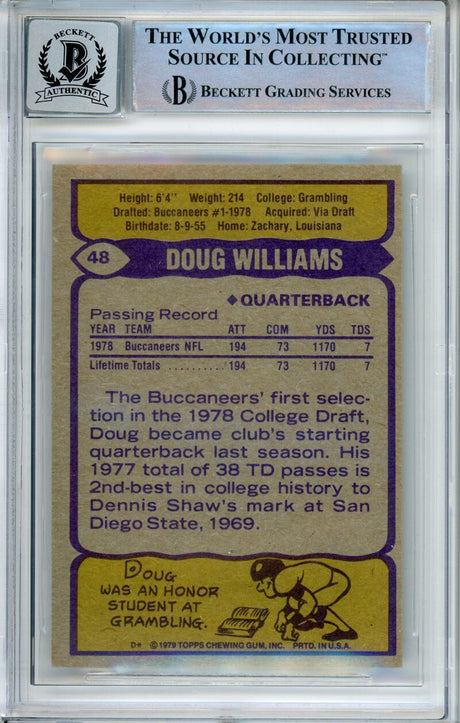 BECKETT
B
AUTHENTIC
THE WORLD'S MOST TRUSTED
SOURCE IN COLLECTING™
B BECKETT GRADING SERVICES
Height: 6'4" Weight: 214 College: Grambling
Drafted: Buccaneers #1-1978 Acquired: Via Draft
Birthdate: 8-9-55 Home: Zachary, Louisiana
48 DOUG WILLIAMS
◆ QUARTERBACK
Passing Record
YEAR TEAM ATT COM YDS TDS
1978 Buccaneers NFL 194 73 1170 7
Lifetime Totals .......... 194 73 1170 7
The Buccaneers' first selec-
tion in the 1978 College Draft,
Doug became club's starting
quarterback last season. His
1977 total of 38 TD passes is
2nd-best in college history to
Dennis Shaw's mark at San
Diego State, 1969.
DOUG
WAS AN HONOR
STUDENT AT
GRAMBLING.
D* © 1979 TOPPS CHEWING GUM, INC. PRTD. IN U.S.A.